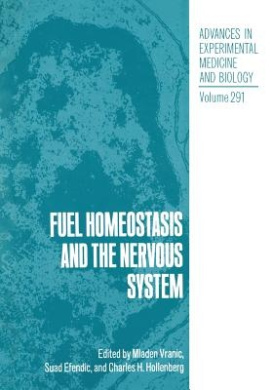 ADVANCES IN
EXPERIMENTAL
MEDICINE
AND BIOLOGY
Volume 291
FUEL HOMEOSTASIS
AND THE NERVOUS
SYSTEM
Edited by Mladen Vranic,
Suad Efendic, and Charles H. Hollenberg